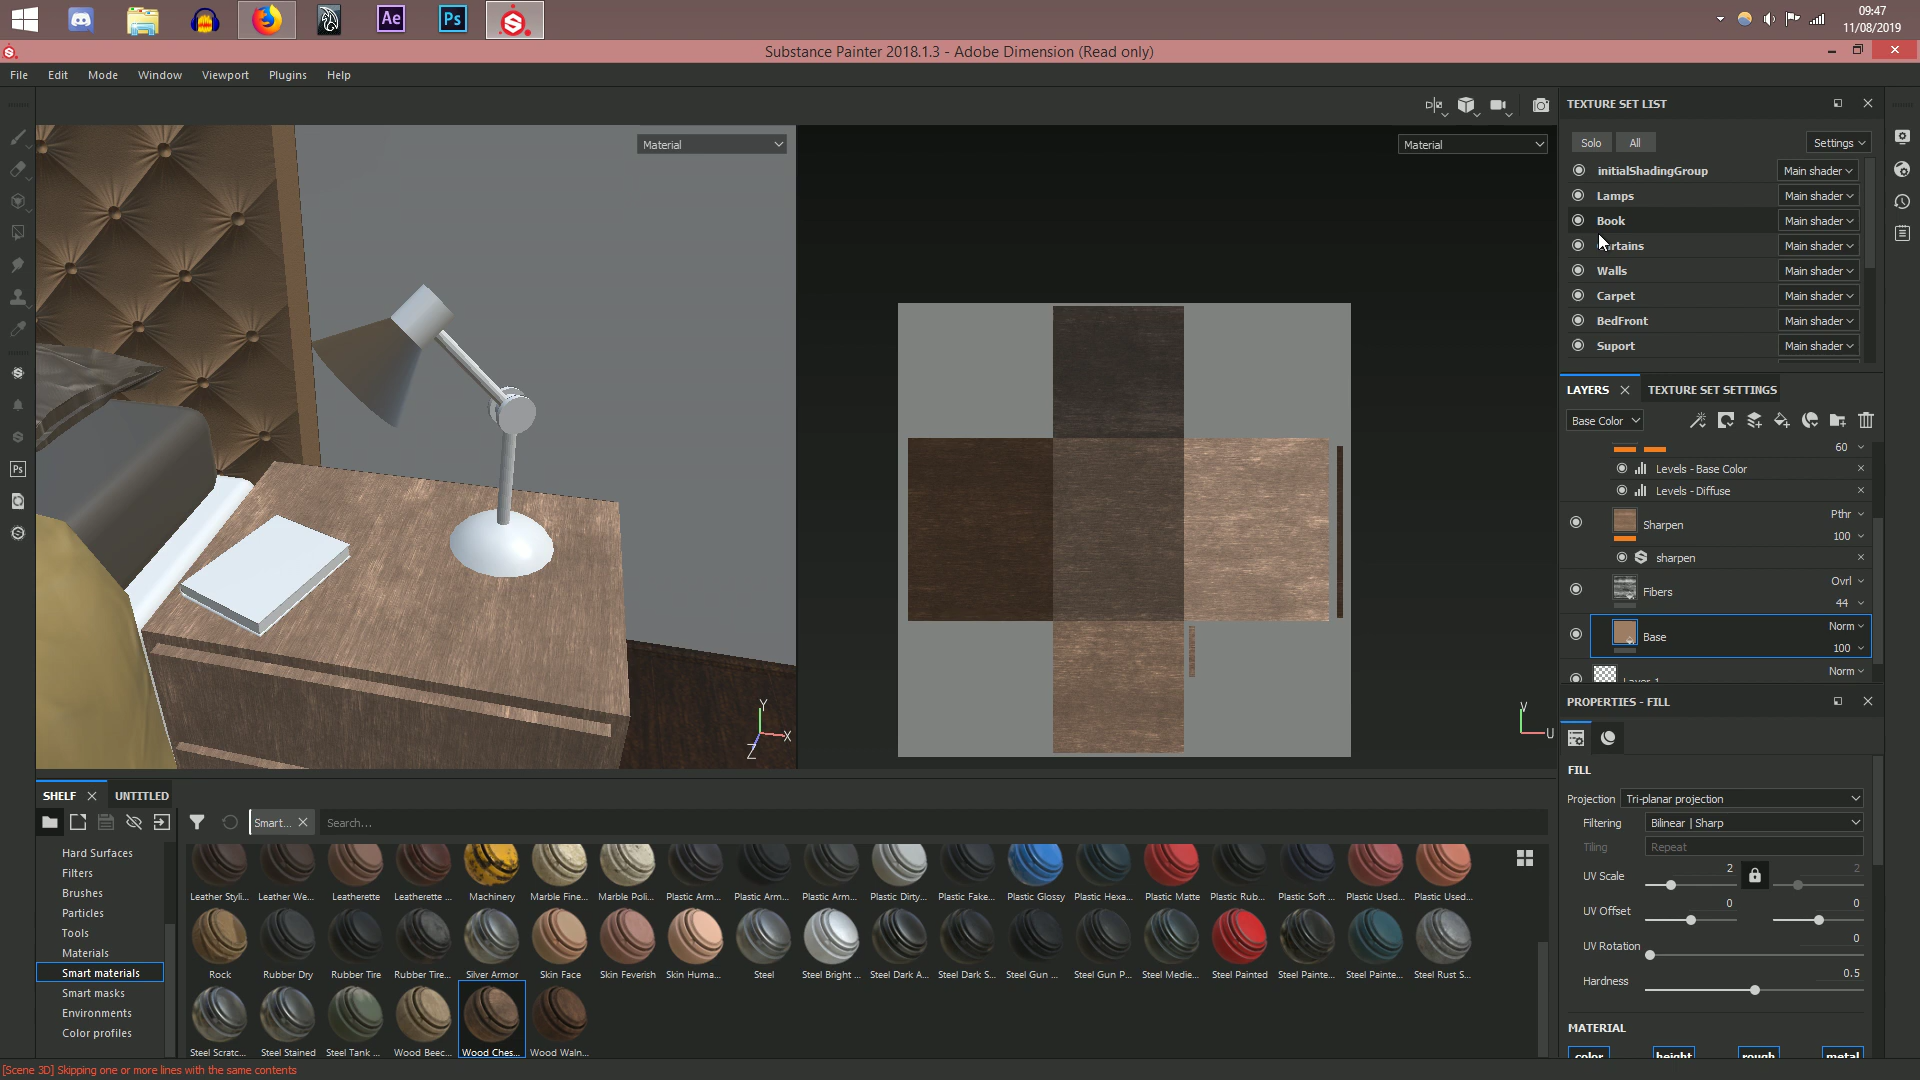 Ae
Ps
09:47
11/08/2019
Substance Painter 2018.1.3 - Adobe Dimension (Read only)
File Edit Mode Window Viewport Plugins Help
TEXTURE SET LIST
Material
Material
Solo All Settings
initialShadingGroup Main shader
Lamps Main shader
Book Main shader
rtains Main shader
Walls Main shader
Carpet Main shader
BedFront Main shader
Suport Main shader
LAYERS TEXTURE SET SETTINGS
Base Color
60
Levels - Base Color
Levels - Diffuse
Sharpen Pthr
100
sharpen
Fibers Ovrl
44
Base Norm
100
Layer 1 Norm
PROPERTIES - FILL
FILL
Projection Tri-planar projection
Filtering Bilinear | Sharp
Tiling Repeat
UV Scale 2 2
UV Offset 0 0
UV Rotation 0
Hardness 0.5
MATERIAL
color height rough metal
Y
X
Z
V
U
Ps
SHELF UNTITLED
Smart... Search...
Hard Surfaces
Filters
Brushes
Particles
Tools
Materials
Smart materials
Smart masks
Environments
Color profiles
Leather Styli... Leather We... Leatherette Leatherette ... Machinery Marble Fine... Marble Poli... Plastic Arm... Plastic Arm... Plastic Arm... Plastic Dirty... Plastic Fake... Plastic Glossy Plastic Hexa... Plastic Matte Plastic Rub... Plastic Soft ... Plastic Used... Plastic Used...
Rock Rubber Dry Rubber Tire Rubber Tire... Silver Armor Skin Face Skin Feverish Skin Huma... Steel Steel Bright ... Steel Dark A... Steel Dark S... Steel Gun ... Steel Gun P... Steel Medie... Steel Painted Steel Painte... Steel Painte... Steel Rust S...
Steel Scratc... Steel Stained Steel Tank ... Wood Beec... Wood Ches... Wood Waln...
[Scene 3D] Skipping one or more lines with the same contents